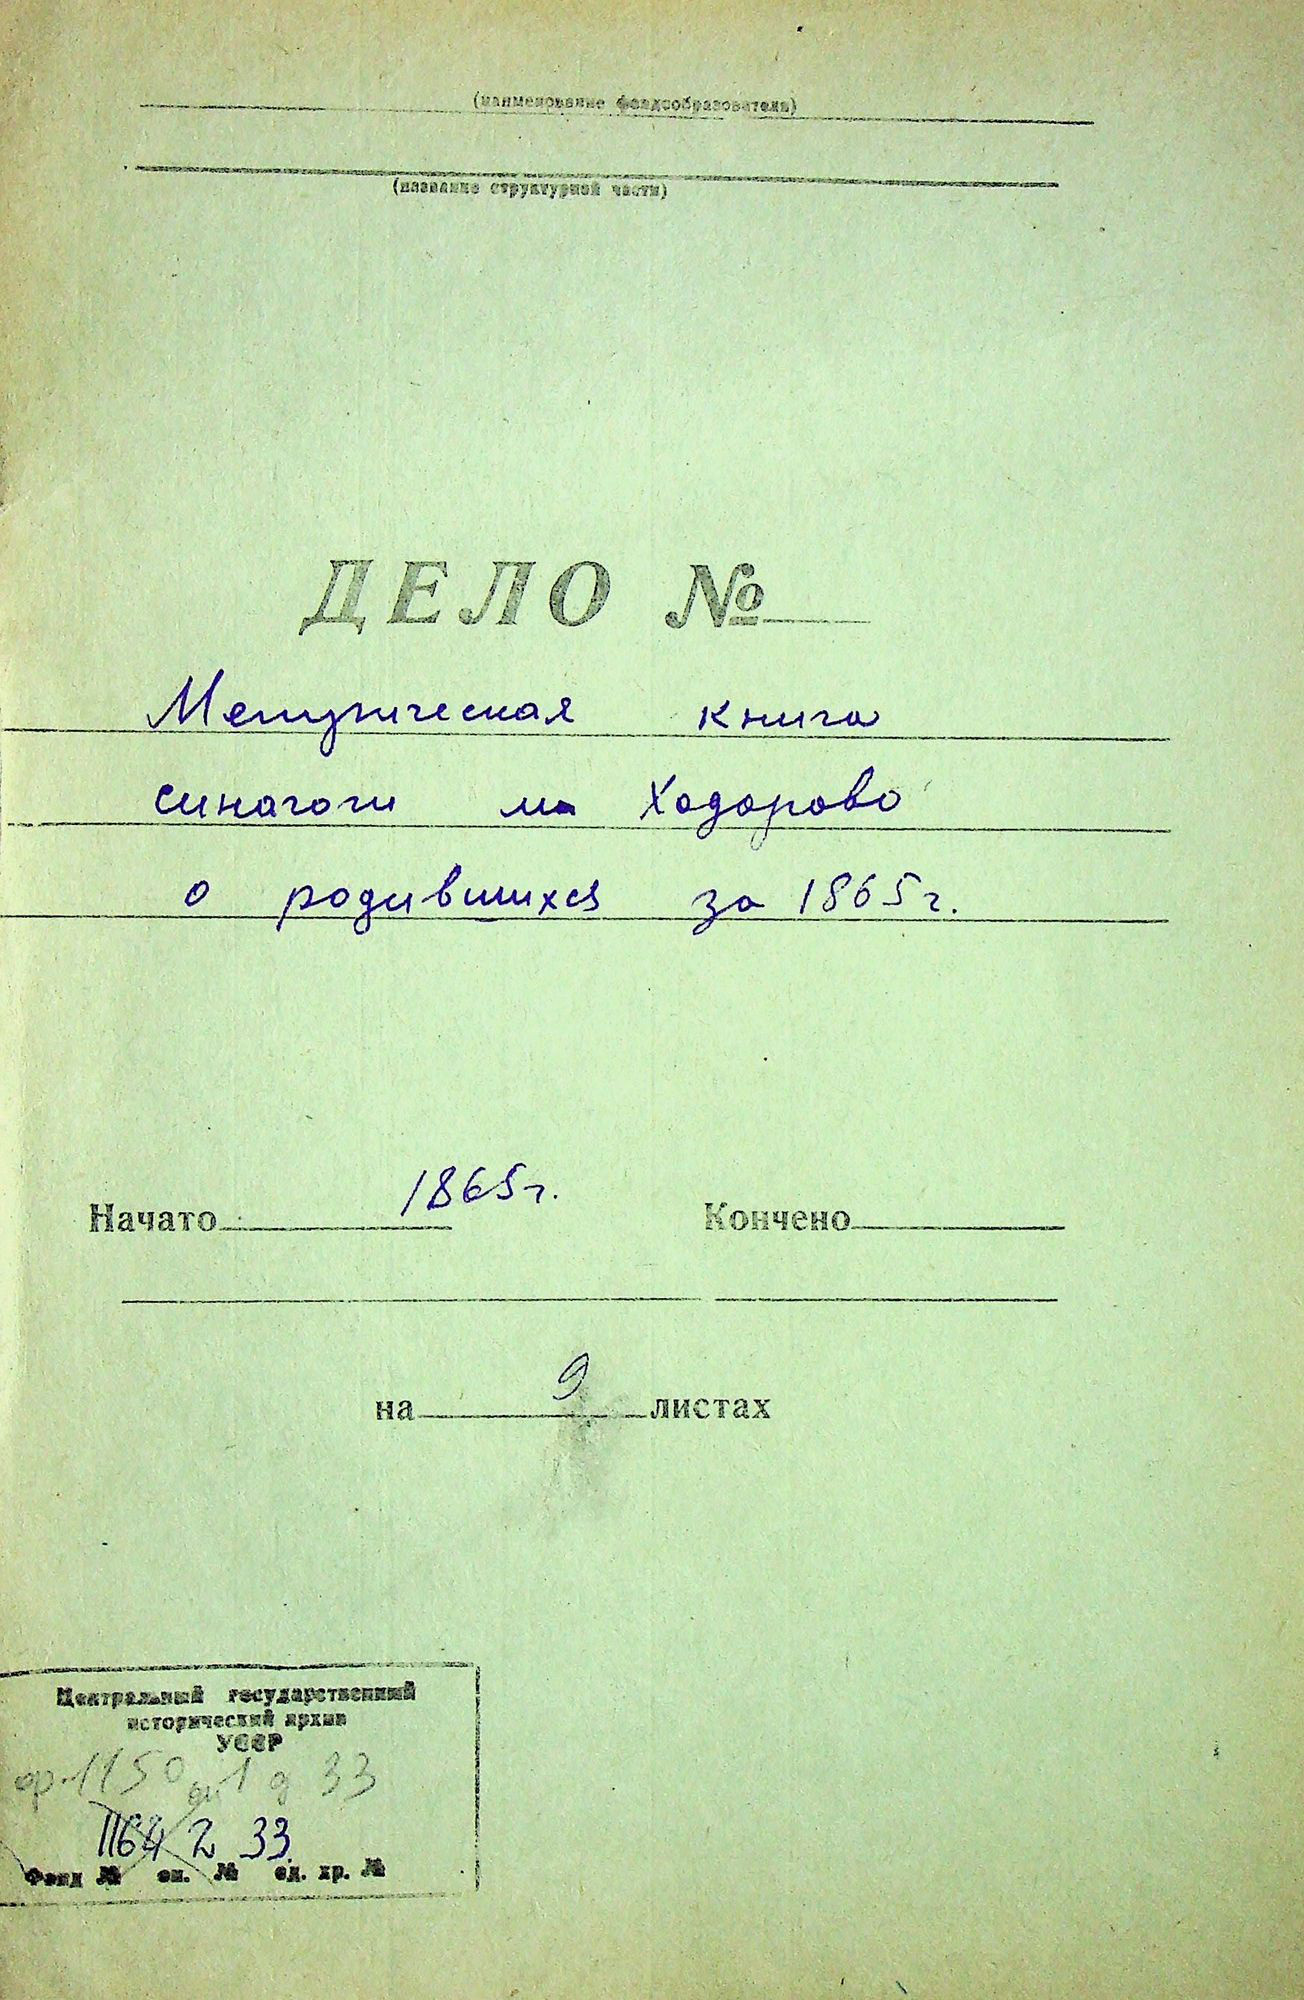 (наименование фондообразователя)
(название структурной части)
ДЕЛО №
Метрическая книга
синагоги м. Ходорово
о родившихся за 1865 г.
Начато 1865 г. Кончено
на 9 листах
Центральный государственный
исторический архив
УССР
ф. 1150 оп 1 д 33
1164 2 33
Фонд № оп. № ед. хр. №